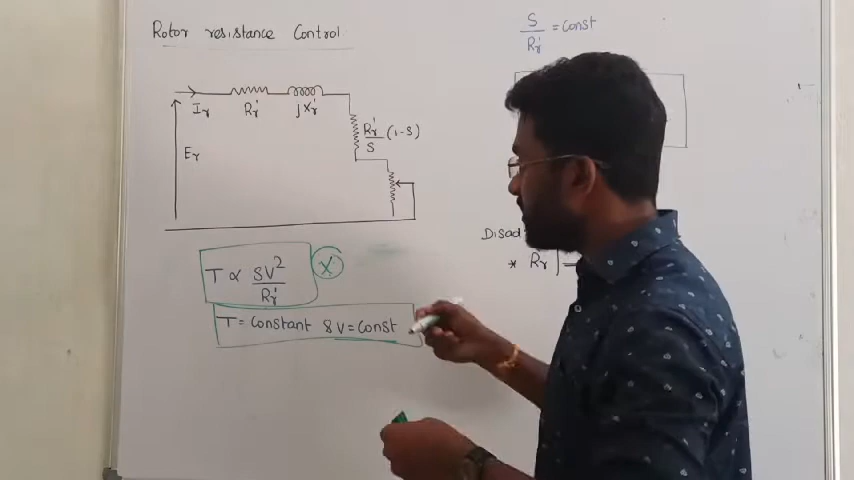 Rotor resistance Control
S/Rr' = Const
Ir Rr' jXr'
Rr'/S (1-S)
Er
T ∝ SV²/Rr' X
T = Constant & V = Const
Disad
* Rr